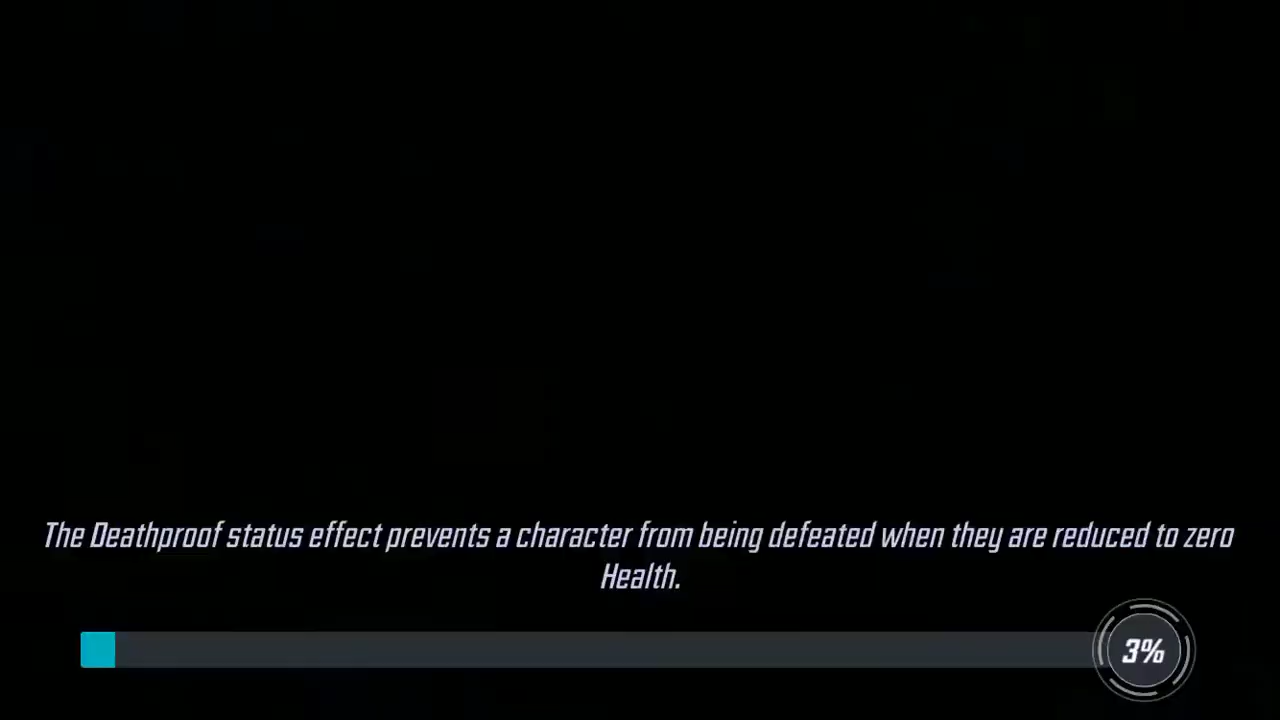 The Deathproof status effect prevents a character from being defeated when they are reduced to zero
Health.
3%